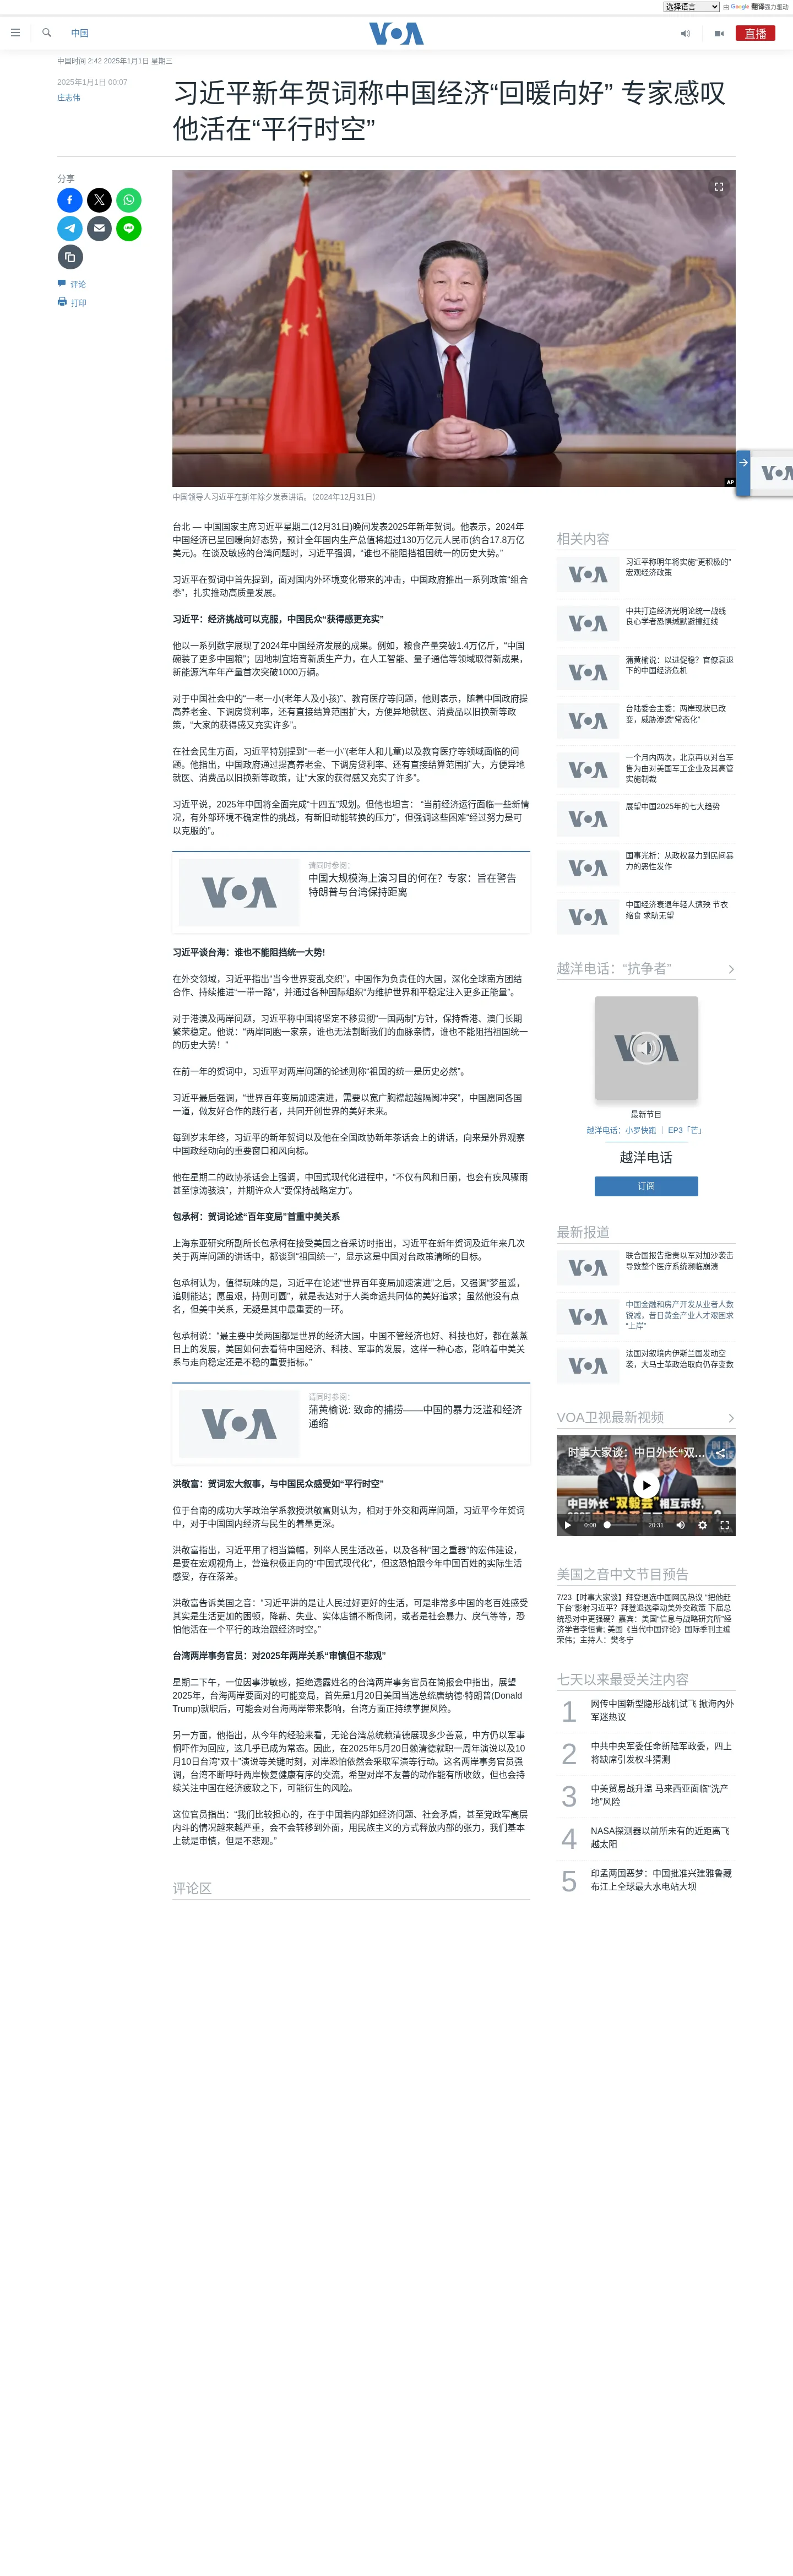 选择语言 由 Google 翻译强力驱动
中国
VOA
直播
中国时间 2:42 2025年1月1日 星期三
2025年1月1日 00:07
庄志伟
习近平新年贺词称中国经济“回暖向好” 专家感叹
他活在“平行时空”
分享
评论
打印
AP
中国领导人习近平在新年除夕发表讲话。（2024年12月31日）
台北 — 中国国家主席习近平星期二(12月31日)晚间发表2025年新年贺词。他表示，2024年
中国经济已呈回暖向好态势，预计全年国内生产总值将超过130万亿元人民币(约合17.8万亿
美元)。在谈及敏感的台湾问题时，习近平强调，“谁也不能阻挡祖国统一的历史大势。”
习近平在贺词中首先提到，面对国内外环境变化带来的冲击，中国政府推出一系列政策“组合
拳”，扎实推动高质量发展。
习近平：经济挑战可以克服，中国民众“获得感更充实”
他以一系列数字展现了2024年中国经济发展的成果。例如，粮食产量突破1.4万亿斤，“中国
碗装了更多中国粮”；因地制宜培育新质生产力，在人工智能、量子通信等领域取得新成果，
新能源汽车年产量首次突破1000万辆。
对于中国社会中的“一老一小(老年人及小孩)”、教育医疗等问题，他则表示，随着中国政府提
高养老金、下调房贷利率，还有直接结算范围扩大，方便异地就医、消费品以旧换新等政
策，“大家的获得感又充实许多”。
在社会民生方面，习近平特别提到“一老一小”(老年人和儿童)以及教育医疗等领域面临的问
题。他指出，中国政府通过提高养老金、下调房贷利率、还有直接结算范围扩大，方便异地
就医、消费品以旧换新等政策，让“大家的获得感又充实了许多”。
习近平说，2025年中国将全面完成“十四五”规划。但他也坦言： “当前经济运行面临一些新情
况，有外部环境不确定性的挑战，有新旧动能转换的压力”，但强调这些困难“经过努力是可
以克服的”。
VOA
请同时参阅：
中国大规模海上演习目的何在？专家：旨在警告
特朗普与台湾保持距离
习近平谈台海：谁也不能阻挡统一大势!
在外交领域，习近平指出“当今世界变乱交织”，中国作为负责任的大国，深化全球南方团结
合作、持续推进“一带一路”，并通过各种国际组织“为维护世界和平稳定注入更多正能量”。
对于港澳及两岸问题，习近平称中国将坚定不移贯彻“一国两制”方针，保持香港、澳门长期
繁荣稳定。他说：“两岸同胞一家亲，谁也无法割断我们的血脉亲情，谁也不能阻挡祖国统一
的历史大势！”
在前一年的贺词中，习近平对两岸问题的论述则称“祖国的统一是历史必然”。
习近平最后强调，“世界百年变局加速演进，需要以宽广胸襟超越隔阂冲突”，中国愿同各国
一道，做友好合作的践行者，共同开创世界的美好未来。
每到岁末年终，习近平的新年贺词以及他在全国政协新年茶话会上的讲话，向来是外界观察
中国政经动向的重要窗口和风向标。
他在星期二的政协茶话会上强调，中国式现代化进程中，“不仅有风和日丽，也会有疾风骤雨
甚至惊涛骇浪”，并期许众人“要保持战略定力”。
包承柯：贺词论述“百年变局”首重中美关系
上海东亚研究所副所长包承柯在接受美国之音采访时指出，习近平在新年贺词及近年来几次
关于两岸问题的讲话中，都谈到“祖国统一”，显示这是中国对台政策清晰的目标。
包承柯认为，值得玩味的是，习近平在论述“世界百年变局加速演进”之后，又强调“梦虽遥，
追则能达；愿虽艰，持则可圆”，就是表达对于人类命运共同体的美好追求；虽然他没有点
名，但美中关系，无疑是其中最重要的一环。
包承柯说：“最主要中美两国都是世界的经济大国，中国不管经济也好、科技也好，都在蒸蒸
日上的发展，美国如何去看待中国经济、科技、军事的发展，这样一种心态，影响着中美关
系与走向稳定还是不稳的重要指标。”
VOA
请同时参阅：
蒲黄榆说: 致命的捕捞——中国的暴力泛滥和经济
通缩
洪敬富：贺词宏大叙事，与中国民众感受如“平行时空”
位于台南的成功大学政治学系教授洪敬富则认为，相对于外交和两岸问题，习近平今年贺词
中，对于中国国内经济与民生的着墨更深。
洪敬富指出，习近平用了相当篇幅，列举人民生活改善，以及各种“国之重器”的宏伟建设，
是要在宏观视角上，营造积极正向的“中国式现代化”，但这恐怕跟今年中国百姓的实际生活
感受，存在落差。
洪敬富告诉美国之音：“习近平讲的是让人民过好更好的生活，可是非常多中国的老百姓感受
其实是生活更加的困顿，降薪、失业、实体店铺不断倒闭，或者是社会暴力、戾气等等，恐
怕他活在一个平行的政治跟经济时空。”
台湾两岸事务官员：对2025年两岸关系“审慎但不悲观”
星期二下午，一位因事涉敏感，拒绝透露姓名的台湾两岸事务官员在简报会中指出，展望
2025年，台海两岸要面对的可能变局，首先是1月20日美国当选总统唐纳德·特朗普(Donald
Trump)就职后，可能会对台海两岸带来影响，台湾方面正持续掌握风险。
另一方面，他指出，从今年的经验来看，无论台湾总统赖清德展现多少善意，中方仍以军事
恫吓作为回应，这几乎已成为常态。因此，在2025年5月20日赖清德就职一周年演说以及10
月10日台湾“双十”演说等关键时刻，对岸恐怕依然会采取军演等行动。这名两岸事务官员强
调，台湾不断呼吁两岸恢复健康有序的交流，希望对岸不友善的动作能有所收敛，但也会持
续关注中国在经济疲软之下，可能衍生的风险。
这位官员指出：“我们比较担心的，在于中国若内部如经济问题、社会矛盾，甚至党政军高层
内斗的情况越来越严重，会不会转移到外面，用民族主义的方式释放内部的张力，我们基本
上就是审慎，但是不悲观。”
评论区
相关内容
VOA
习近平称明年将实施“更积极的”
宏观经济政策
VOA
中共打造经济光明论统一战线
良心学者恐惧缄默避撞红线
VOA
蒲黄榆说：以进促稳？官僚衰退
下的中国经济危机
VOA
台陆委会主委：两岸现状已改
变，威胁渗透“常态化”
VOA
一个月内两次，北京再以对台军
售为由对美国军工企业及其高管
实施制裁
VOA
展望中国2025年的七大趋势
VOA
国事光析：从政权暴力到民间暴
力的恶性发作
VOA
中国经济衰退年轻人遭殃 节衣
缩食 求助无望
越洋电话：“抗争者”
VOA
最新节目
越洋电话：小罗快跑 ｜ EP3「芒」
越洋电话
订阅
最新报道
VOA
联合国报告指责以军对加沙袭击
导致整个医疗系统濒临崩溃
VOA
中国金融和房产开发从业者人数
锐减，昔日黄金产业人才艰困求
“上岸”
VOA
法国对叙境内伊斯兰国发动空
袭，大马士革政治取向仍存变数
VOA卫视最新视频
时事大家谈：中日外长“双...
中日外长“双毅会”相互示好，
0:00 20:31
美国之音中文节目预告
7/23【时事大家谈】拜登退选中国网民热议 “把他赶
下台”影射习近平？拜登退选牵动美外交政策 下届总
统恐对中更强硬？嘉宾：美国“信息与战略研究所”经
济学者李恒青; 美国《当代中国评论》国际季刊主编
荣伟；主持人：樊冬宁
七天以来最受关注内容
1 网传中国新型隐形战机试飞 掀海內外
军迷热议
2 中共中央军委任命新陆军政委，四上
将缺席引发权斗猜测
3 中美贸易战升温 马来西亚面临“洗产
地”风险
4 NASA探测器以前所未有的近距离飞
越太阳
5 印孟两国恶梦：中国批准兴建雅鲁藏
布江上全球最大水电站大坝